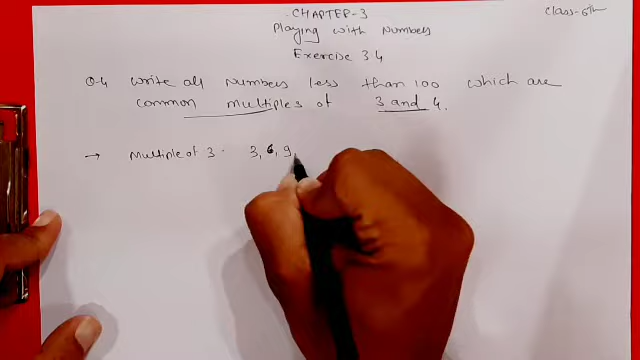 CHAPTER-3
Class-6th
Playing with Numbers
Exercise 3.4
Q.4 Write all numbers less than 100 which are
common multiples of 3 and 4.
→ Multiple of 3: 3, 6, 9,